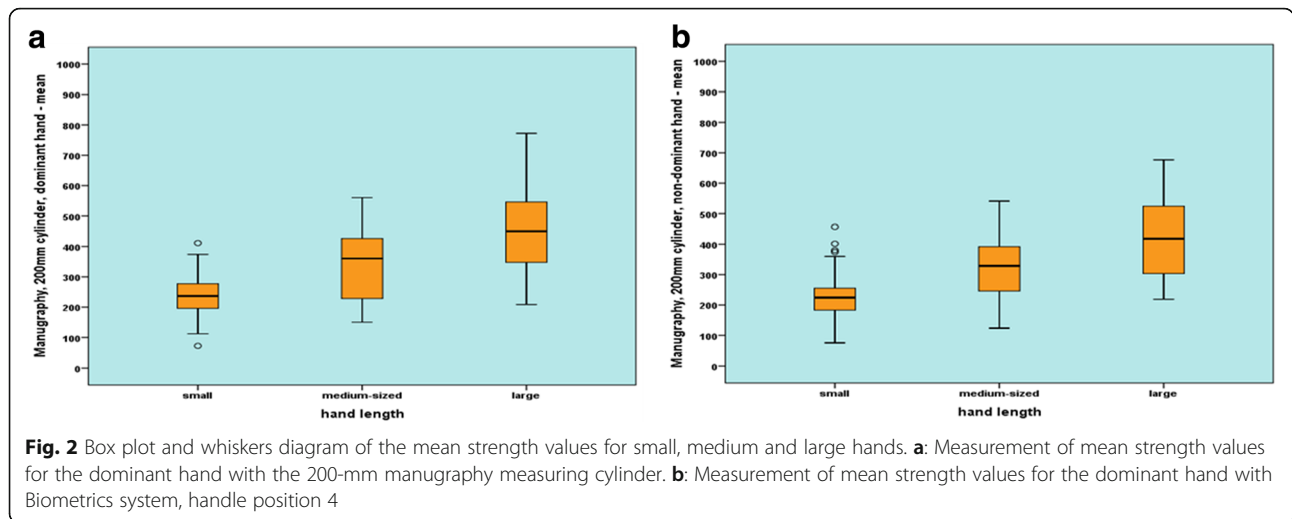 a
Manugraphy, 200mm cylinder, dominant hand - mean
1000
900
800
700
600
500
400
300
200
100
0
small medium-sized large
hand length
b
Manugraphy, 200mm cylinder, non-dominant hand - mean
1000
900
800
700
600
500
400
300
200
100
0
small medium-sized large
hand length
Fig. 2 Box plot and whiskers diagram of the mean strength values for small, medium and large hands. a: Measurement of mean strength values
for the dominant hand with the 200-mm manugraphy measuring cylinder. b: Measurement of mean strength values for the dominant hand with
Biometrics system, handle position 4